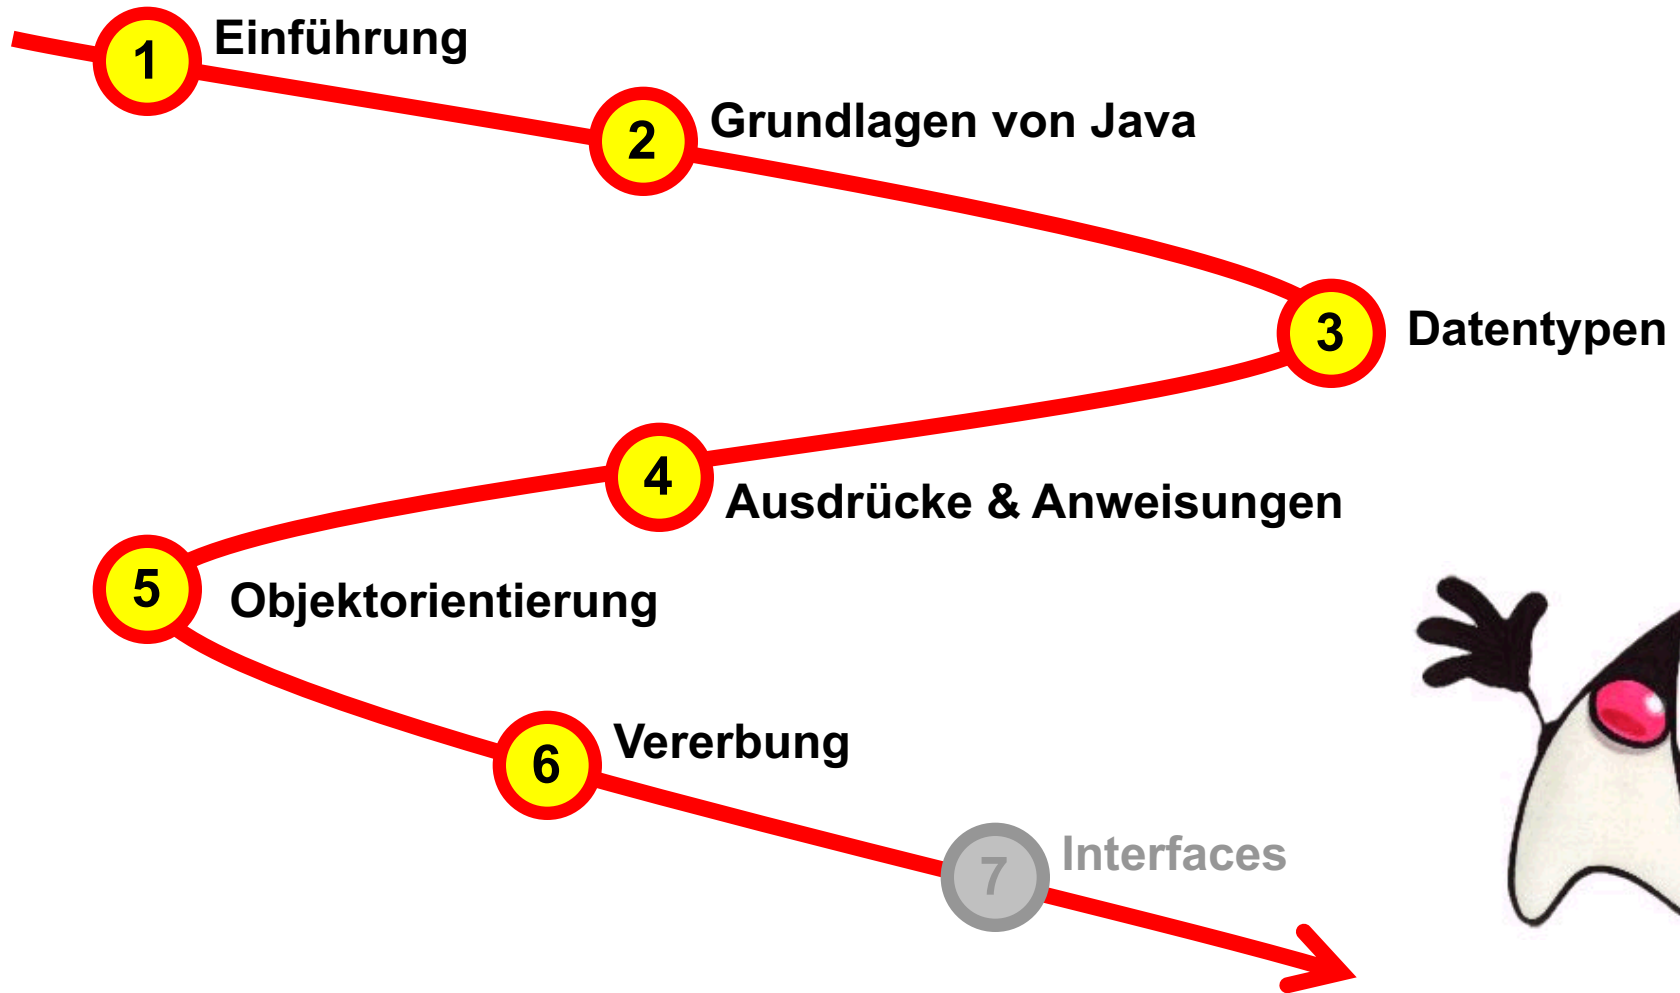 1 Einführung
2 Grundlagen von Java
3 Datentypen
4 Ausdrücke & Anweisungen
5 Objektorientierung
6 Vererbung
7 Interfaces